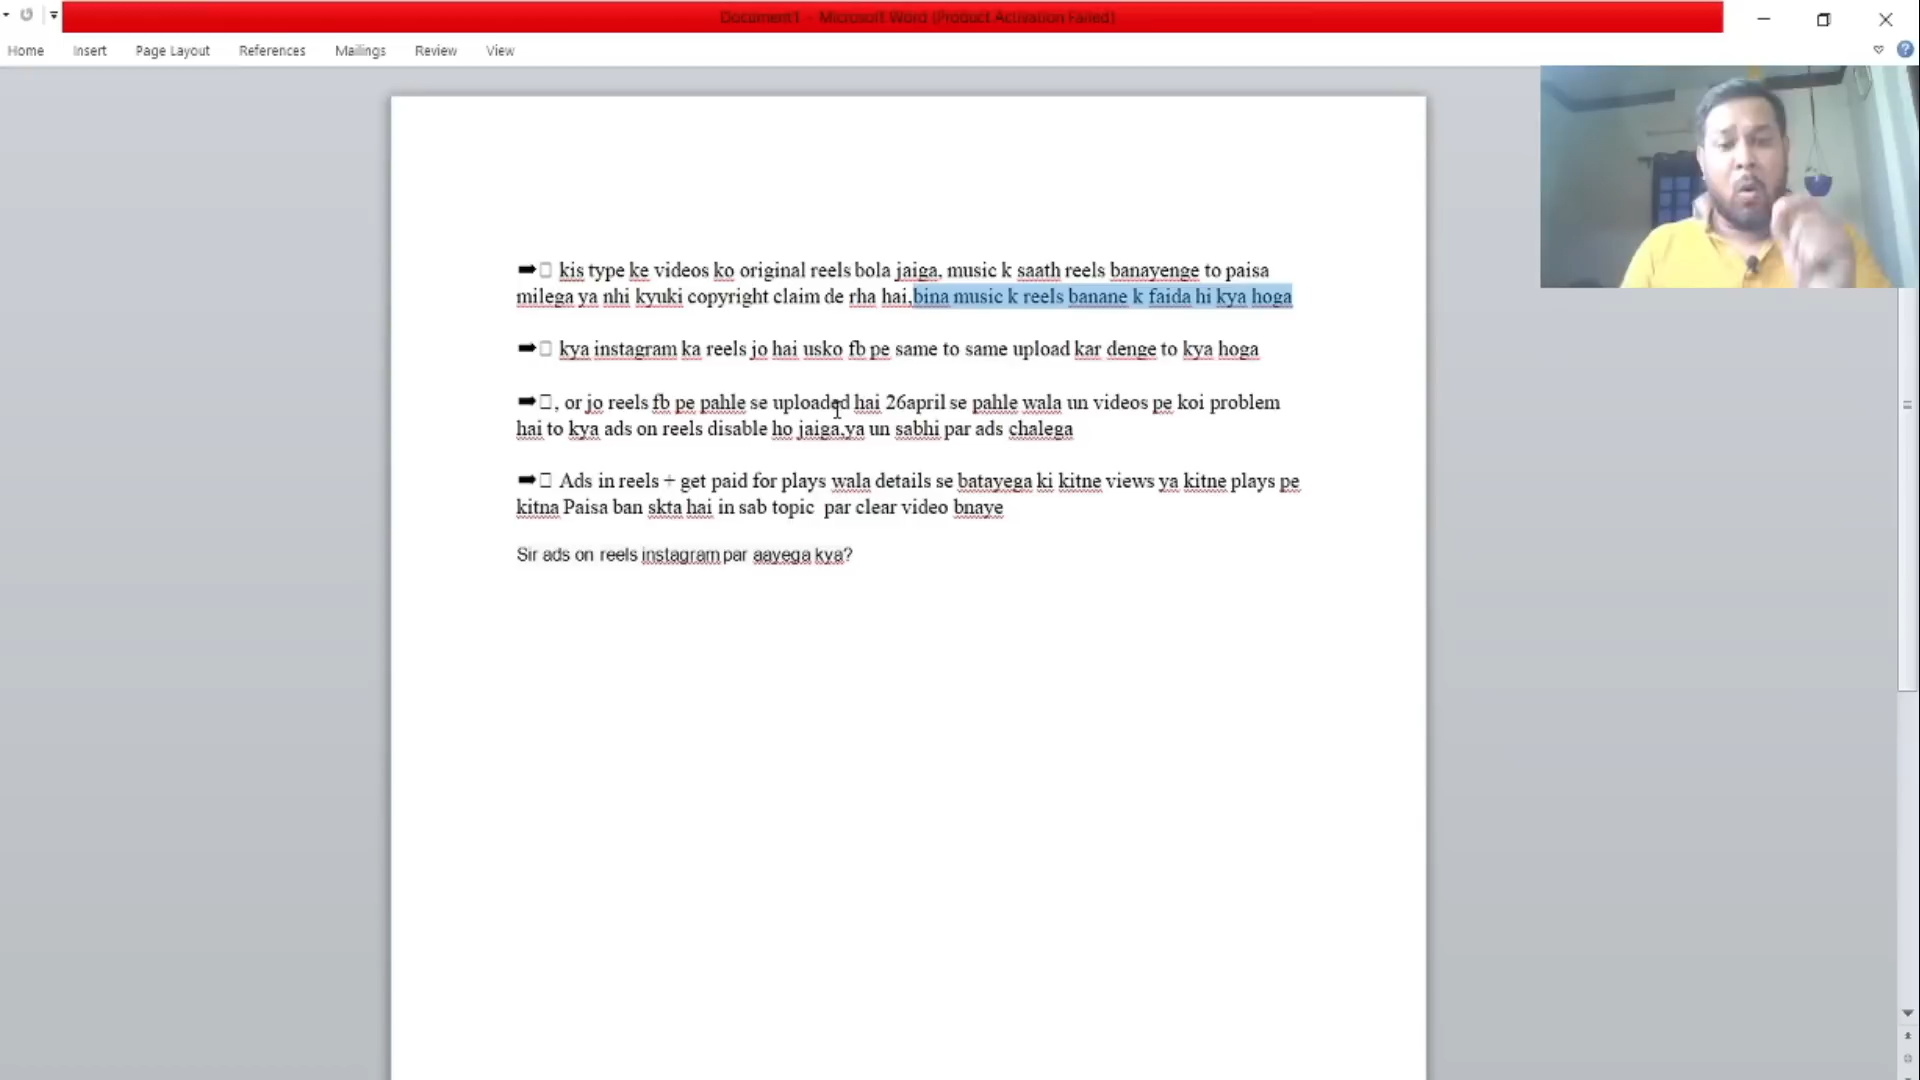 Document1 - Microsoft Word (Product Activation Failed)
Home Insert Page Layout References Mailings Review View
➡□ kis type ke videos ko original reels bola jaiga, music k saath reels banayenge to paisa
milega ya nhi kyuki copyright claim de rha hai,bina music k reels banane k faida hi kya hoga
➡□ kya instagram ka reels jo hai usko fb pe same to same upload kar denge to kya hoga
➡□, or jo reels fb pe pahle se uploaded hai 26april se pahle wala un videos pe koi problem
hai to kya ads on reels disable ho jaiga,ya un sabhi par ads chalega
➡□ Ads in reels + get paid for plays wala details se batayega ki kitne views ya kitne plays pe
kitna Paisa ban skta hai in sab topic  par clear video bnaye
Sir ads on reels instagram par aayega kya?